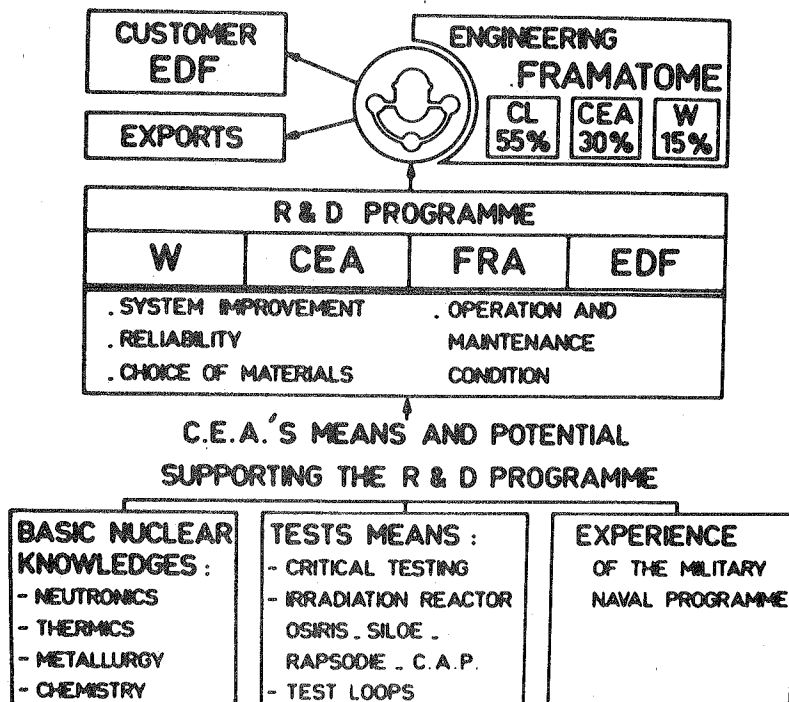 CUSTOMER
EDF
EXPORTS
ENGINEERING
FRAMATOME
CL
55%
CEA
30%
W
15%
R & D PROGRAMME
W CEA FRA EDF
. SYSTEM IMPROVEMENT
. RELIABILITY
. CHOICE OF MATERIALS
. OPERATION AND
MAINTENANCE
CONDITION
C.E.A.'S MEANS AND POTENTIAL
SUPPORTING THE R & D PROGRAMME
BASIC NUCLEAR
KNOWLEDGES :
- NEUTRONICS
- THERMICS
- METALLURGY
- CHEMISTRY
TESTS MEANS :
- CRITICAL TESTING
- IRRADIATION REACTOR
OSIRIS _ SILOE _
RAPSODIE _ C.A.P.
- TEST LOOPS
EXPERIENCE
OF THE MILITARY
NAVAL PROGRAMME